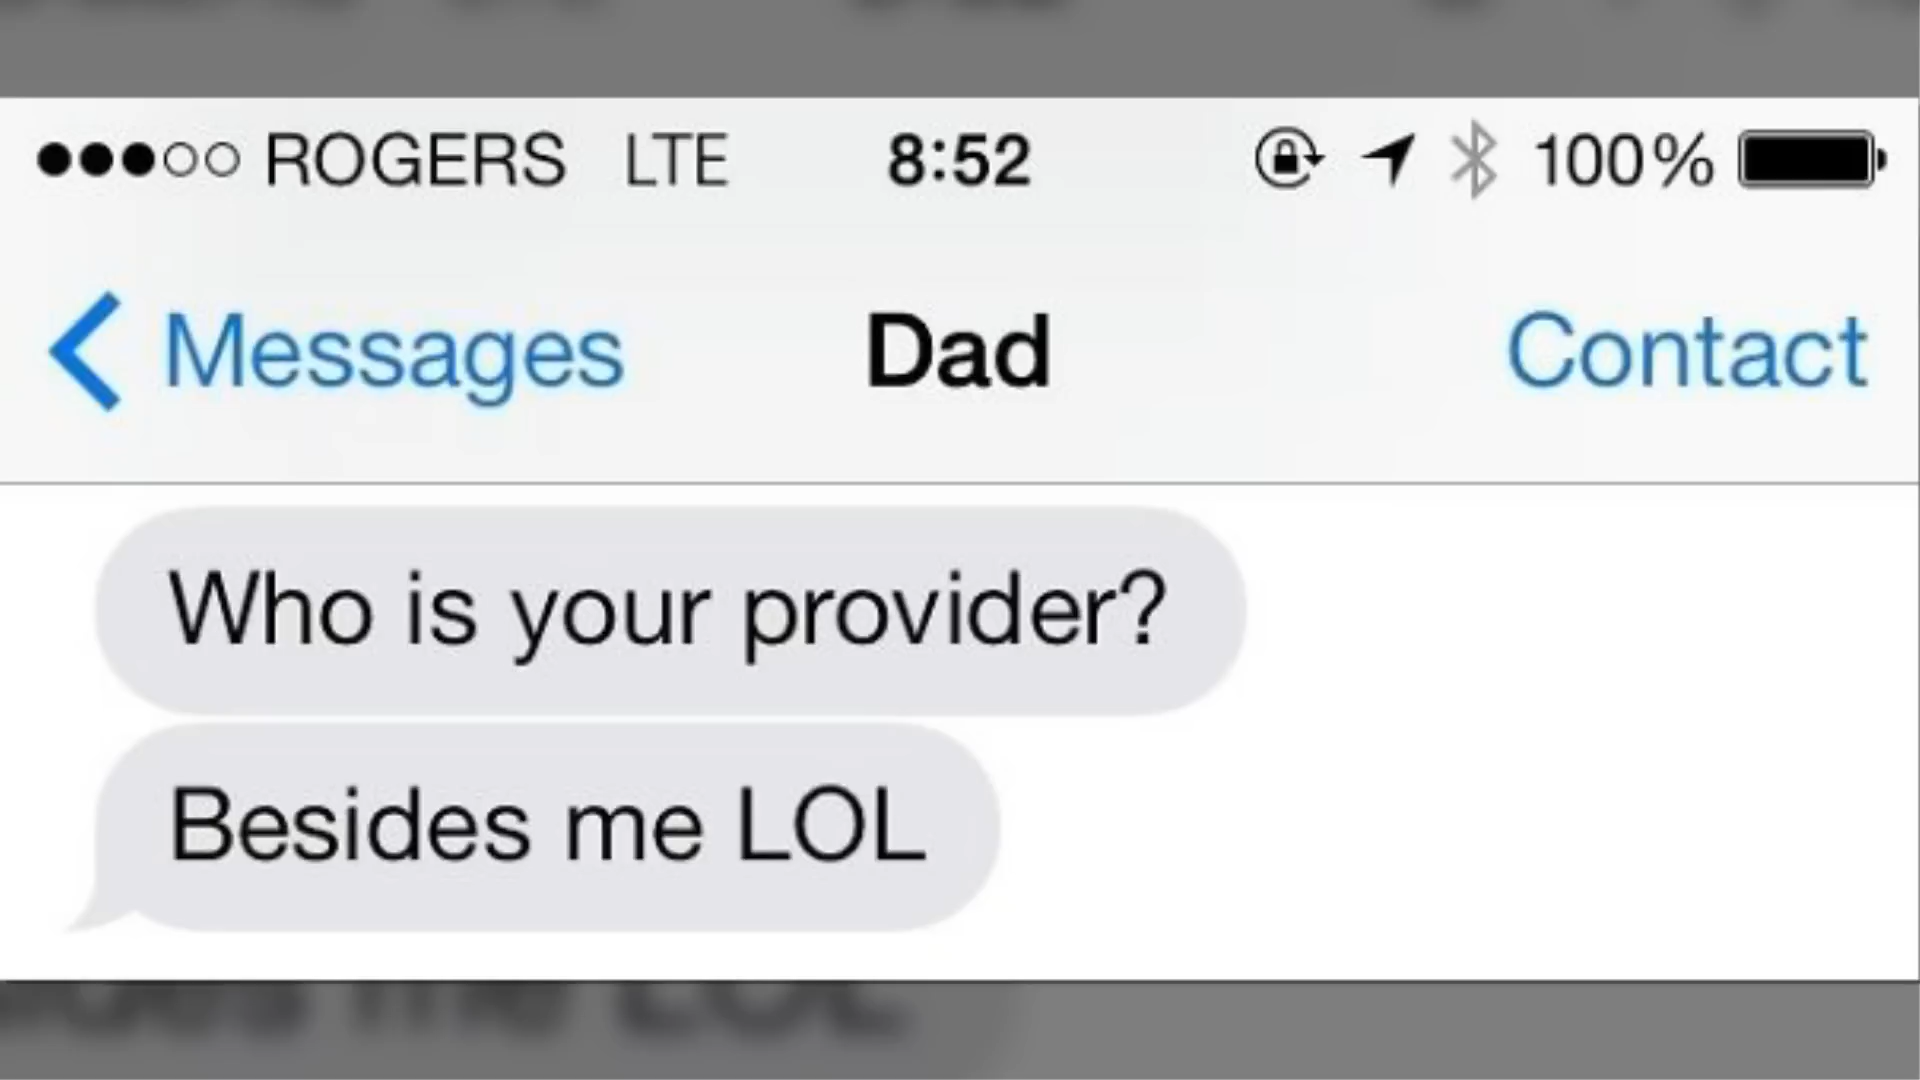 ROGERS LTE 8:52 100%
Messages Dad Contact
Who is your provider?
Besides me LOL